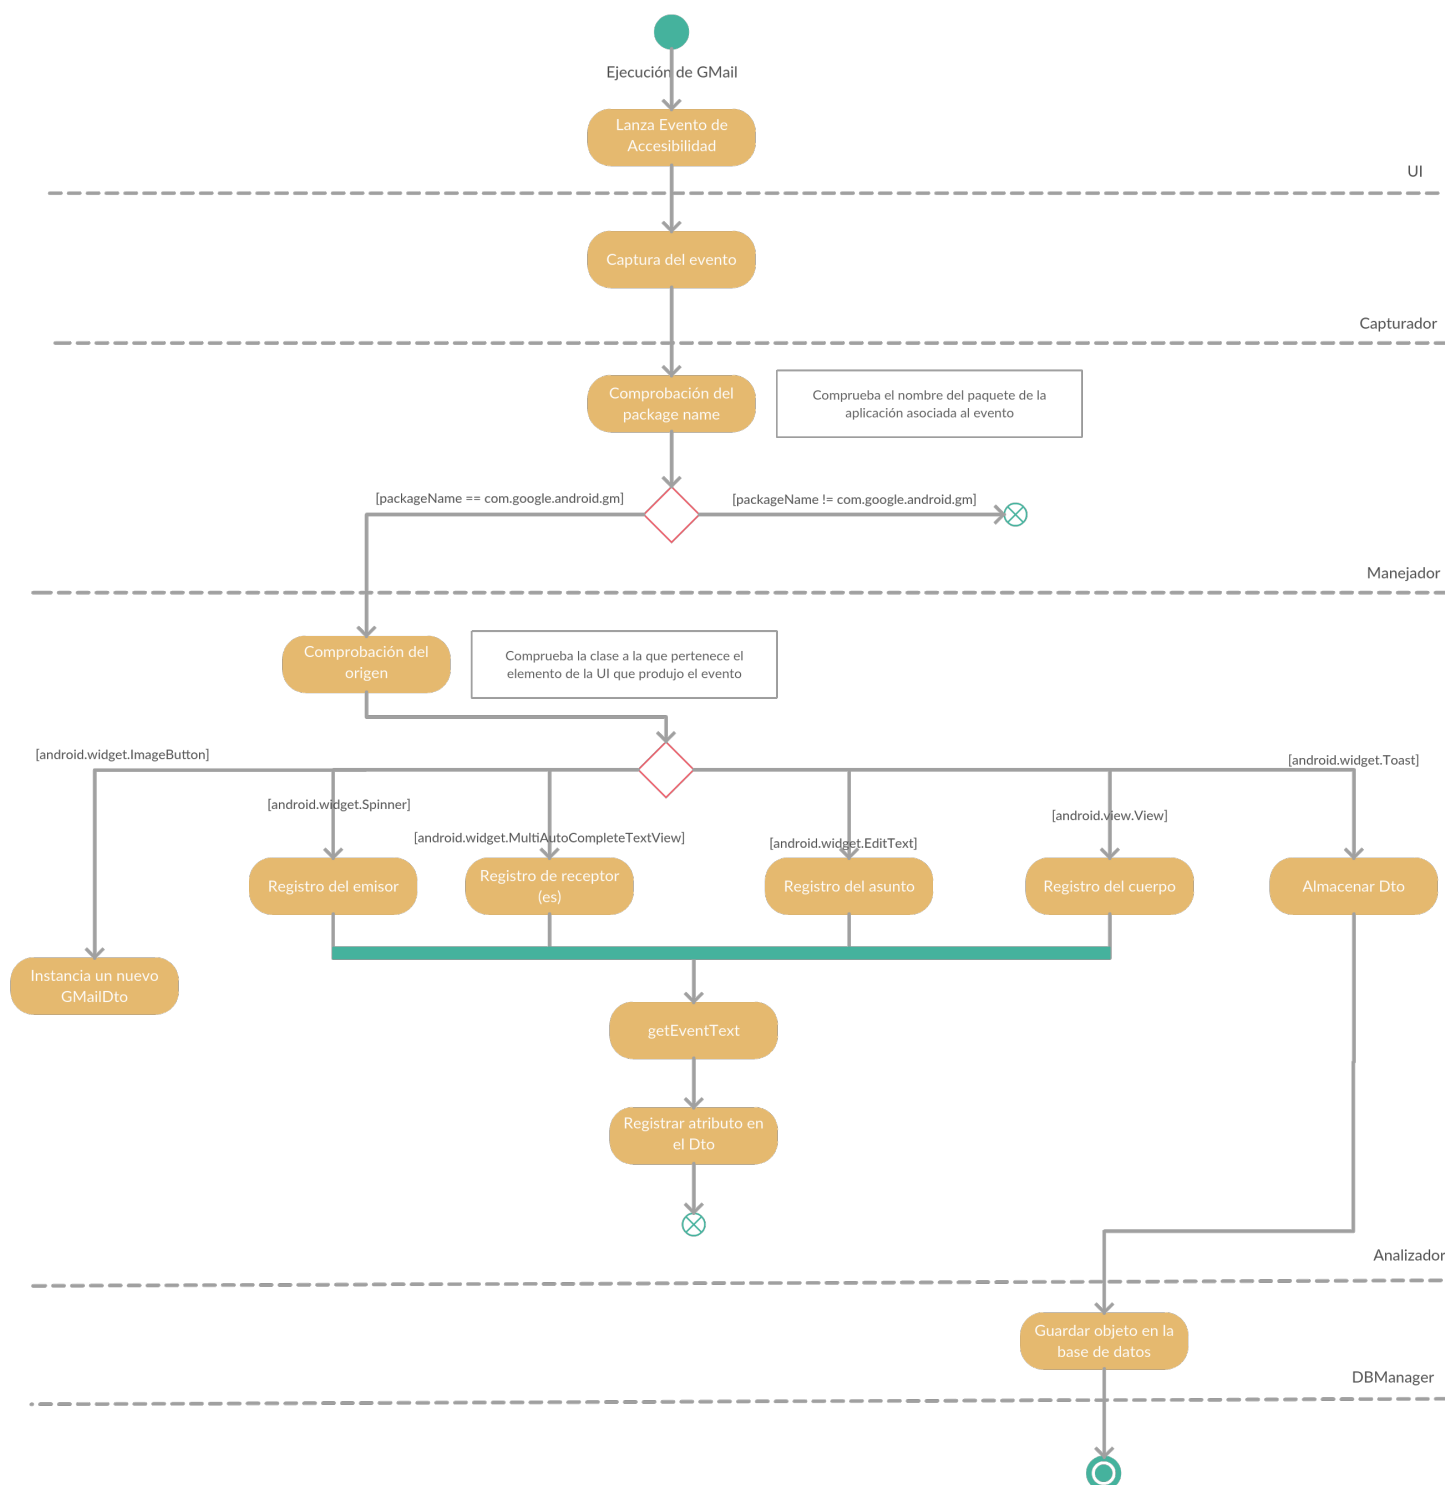 Ejecución de GMail
Lanza Evento de
Accesibilidad
UI
Captura del evento
Capturador
Comprobación del
package name
Comprueba el nombre del paquete de la
aplicación asociada al evento
[packageName == com.google.android.gm]
[packageName != com.google.android.gm]
Manejador
Comprobación del
origen
Comprueba la clase a la que pertenece el
elemento de la UI que produjo el evento
[android.widget.ImageButton]
[android.widget.Toast]
[android.widget.Spinner]
[android.view.View]
[android.widget.MultiAutoCompleteTextView]
[android.widget.EditText]
Registro del emisor
Registro de receptor
(es)
Registro del asunto
Registro del cuerpo
Almacenar Dto
Instancia un nuevo
GMailDto
getEventText
Registrar atributo en
el Dto
Analizador
Guardar objeto en la
base de datos
DBManager